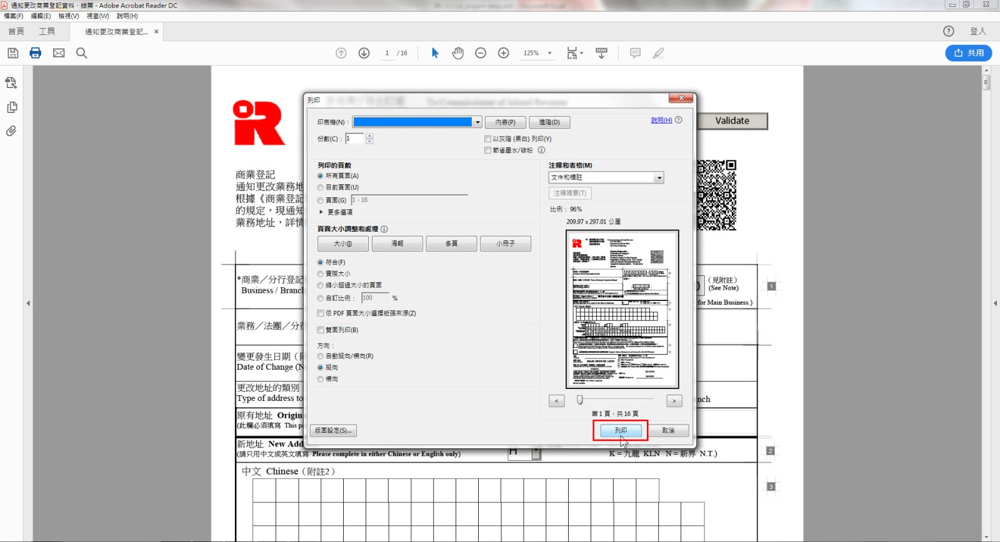 通知更改商業登記資料、結業 - Adobe Acrobat Reader DC
檔案(F) 編輯(E) 檢視(V) 視窗(W) 說明(H)
首頁 工具 通知更改商業登記... ×
登入
1 / 16 125%
共用
IR
To:Commissioner of Inland Revenue
Validate
商業登記
通知更改業務地
根據《商業登記
的規定，現通知
業務地址，詳情
*商業／分行登記
Business / Branch
(見附註)
(See Note)
for Main Business.)
1
業務／法團／分行
變更發生日期（附
Date of Change (N
更改地址的類別
Type of address to
nch
原有地址 Origin
(此欄必須填寫 This pa
新地址 New Add
(請只用中文或英文填寫 Please complete in either Chinese or English only)
H
K = 九龍 KLN N = 新界 N.T.)
2
中文 Chinese（附註2）
3
列印
印表機(N)：
內容(P)
進階(D)
說明(H)
份數(C)：
1
以灰階 (黑白) 列印(Y)
節省墨水/碳粉
列印的頁數
所有頁面(A)
目前頁面(U)
頁面(G)
1 - 16
更多選項
頁面大小調整和處理
大小(I)
海報
多頁
小冊子
符合(F)
實際大小
縮小超過大小的頁面
自訂比例：
100
%
依 PDF 頁面大小選擇紙張來源(Z)
雙面列印(B)
方向：
自動縱向/橫向(R)
縱向
橫向
注釋和表格(M)
文件和標註
注釋摘要(T)
比例： 96%
209.97 x 297.01 公厘
<
>
第 1 頁，共 16 頁
版面設定(S)...
列印
取消